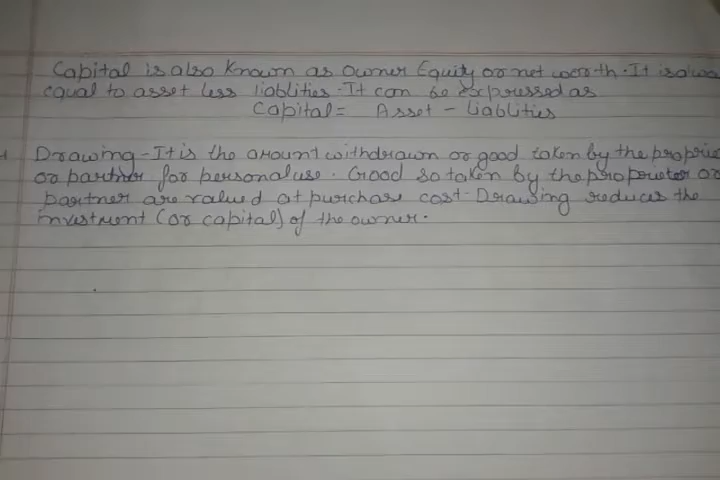 Capital is also known as owner Equity or net worth. It is alwa
equal to asset less liablities. It can be expressed as
Capital = Asset - Liablities
Drawing - It is the amount withdrawn or good taken by the proprie
or partner for personal use. Good so taken by the proprietor or
partner are valued at purchase cost. Drawing reduces the
investment (or capital) of the owner.